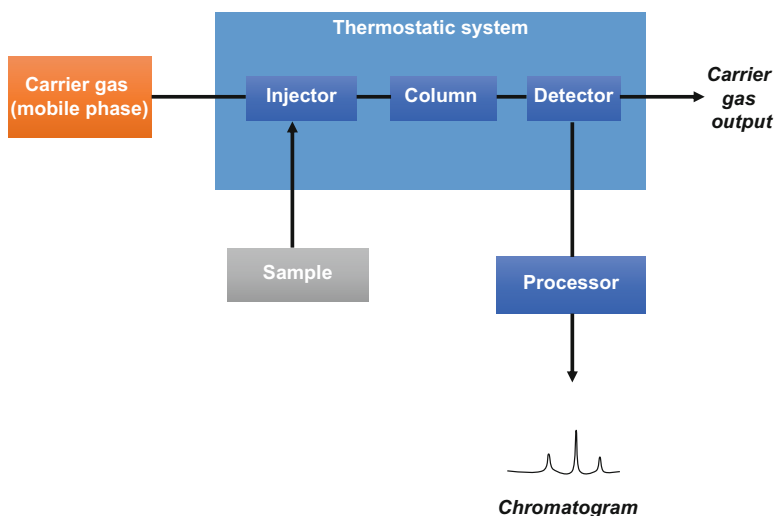 Thermostatic system
Carrier gas
(mobile phase)
Injector
Column
Detector
Carrier
gas
output
Sample
Processor
Chromatogram